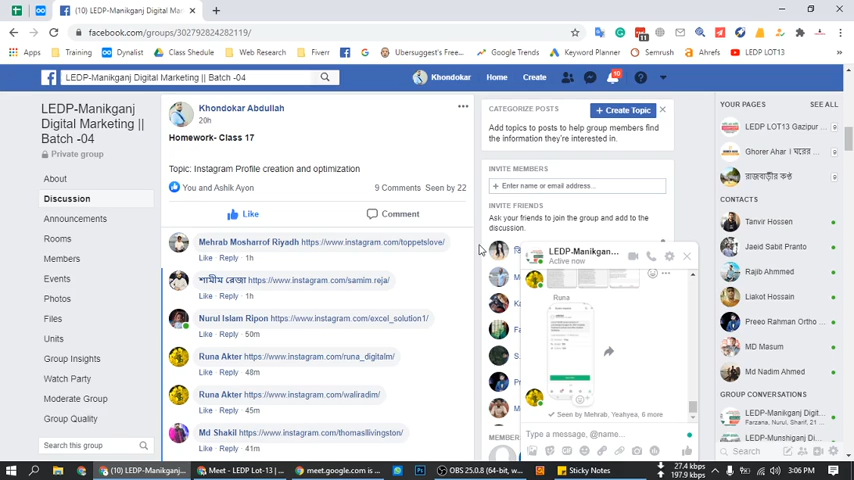 (10) LEDP-Manikganj Digital Mar
facebook.com/groups/302792824282119/
Apps
Training
Dynalist
Class Shedule
Web Research
Fiverr
Ubersuggest's Free...
Google Trends
Keyword Planner
Semrush
Ahrefs
LEDP LOT13
LEDP-Manikganj Digital Marketing || Batch -04
Khondokar
Home
Create
10
LEDP-Manikganj
Digital Marketing ||
Batch -04
Private group
About
Discussion
Announcements
Rooms
Members
Events
Photos
Files
Units
Group Insights
Watch Party
Moderate Group
Group Quality
Search this group
Khondokar Abdullah
20h
Homework- Class 17
Topic: Instagram Profile creation and optimization
You and Ashik Ayon
9 Comments Seen by 22
Like
Comment
Mehrab Mosharrof Riyadh https://www.instagram.com/toppetslove/
Like · Reply · 1h
শামীম রেজা https://www.instagram.com/samim.reja/
Like · Reply · 1h
Nurul Islam Ripon https://www.instagram.com/excel_solution1/
Like · Reply · 50m
Runa Akter https://www.instagram.com/runa_digitalm/
Like · Reply · 48m
Runa Akter https://www.instagram.com/waliradim/
Like · Reply · 45m
Md Shakil https://www.instagram.com/thomasllivingston/
Like · Reply · 41m
CATEGORIZE POSTS
+ Create Topic
Add topics to posts to help group members find
the information they're interested in.
INVITE MEMBERS
+ Enter name or email address...
INVITE FRIENDS
Ask your friends to join the group and add to the
discussion.
MEMBER
LEDP-Manikgan...
Active now
Runa
Seen by Mehrab, Yeahyea, 6 more
Type a message, @name...
YOUR PAGES
SEE ALL
LEDP LOT13 Gazipur ...
Ghorer Ahar । ঘরের ...
রাজবাড়ীর কণ্ঠ
CONTACTS
Tanvir Hossen
Jaeid Sabit Pranto
Rajib Ahmmed
Liakot Hossain
Preeo Rahman Ortho ...
MD Masum
Md Nadim Ahmed
GROUP CONVERSATIONS
LEDP-Manikganj Digit...
Farzana, Nurul, Sharif, 21 ...
LEDP-Munshiganj Di...
Search
(10) LEDP-Manikganj...
Meet - LEDP Lot-13 | ...
meet.google.com is ...
OBS 25.0.8 (64-bit, w...
Sticky Notes
27.4 kbps
197.9 kbps
3:06 PM